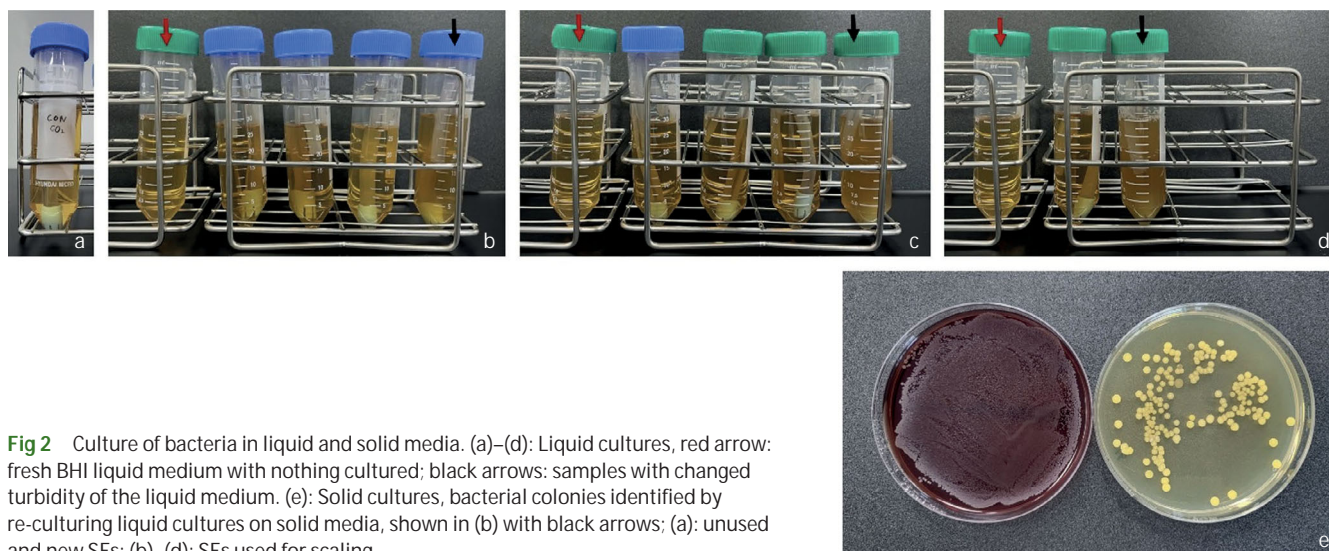 CON
CO2
HYUNDAI MICRO
a
b
c
d
e
Fig 2 Culture of bacteria in liquid and solid media. (a)–(d): Liquid cultures, red arrow:
fresh BHI liquid medium with nothing cultured; black arrows: samples with changed
turbidity of the liquid medium. (e): Solid cultures, bacterial colonies identified by
re-culturing liquid cultures on solid media, shown in (b) with black arrows; (a): unused
and new SFs; (b)–(d): SFs used for scaling.